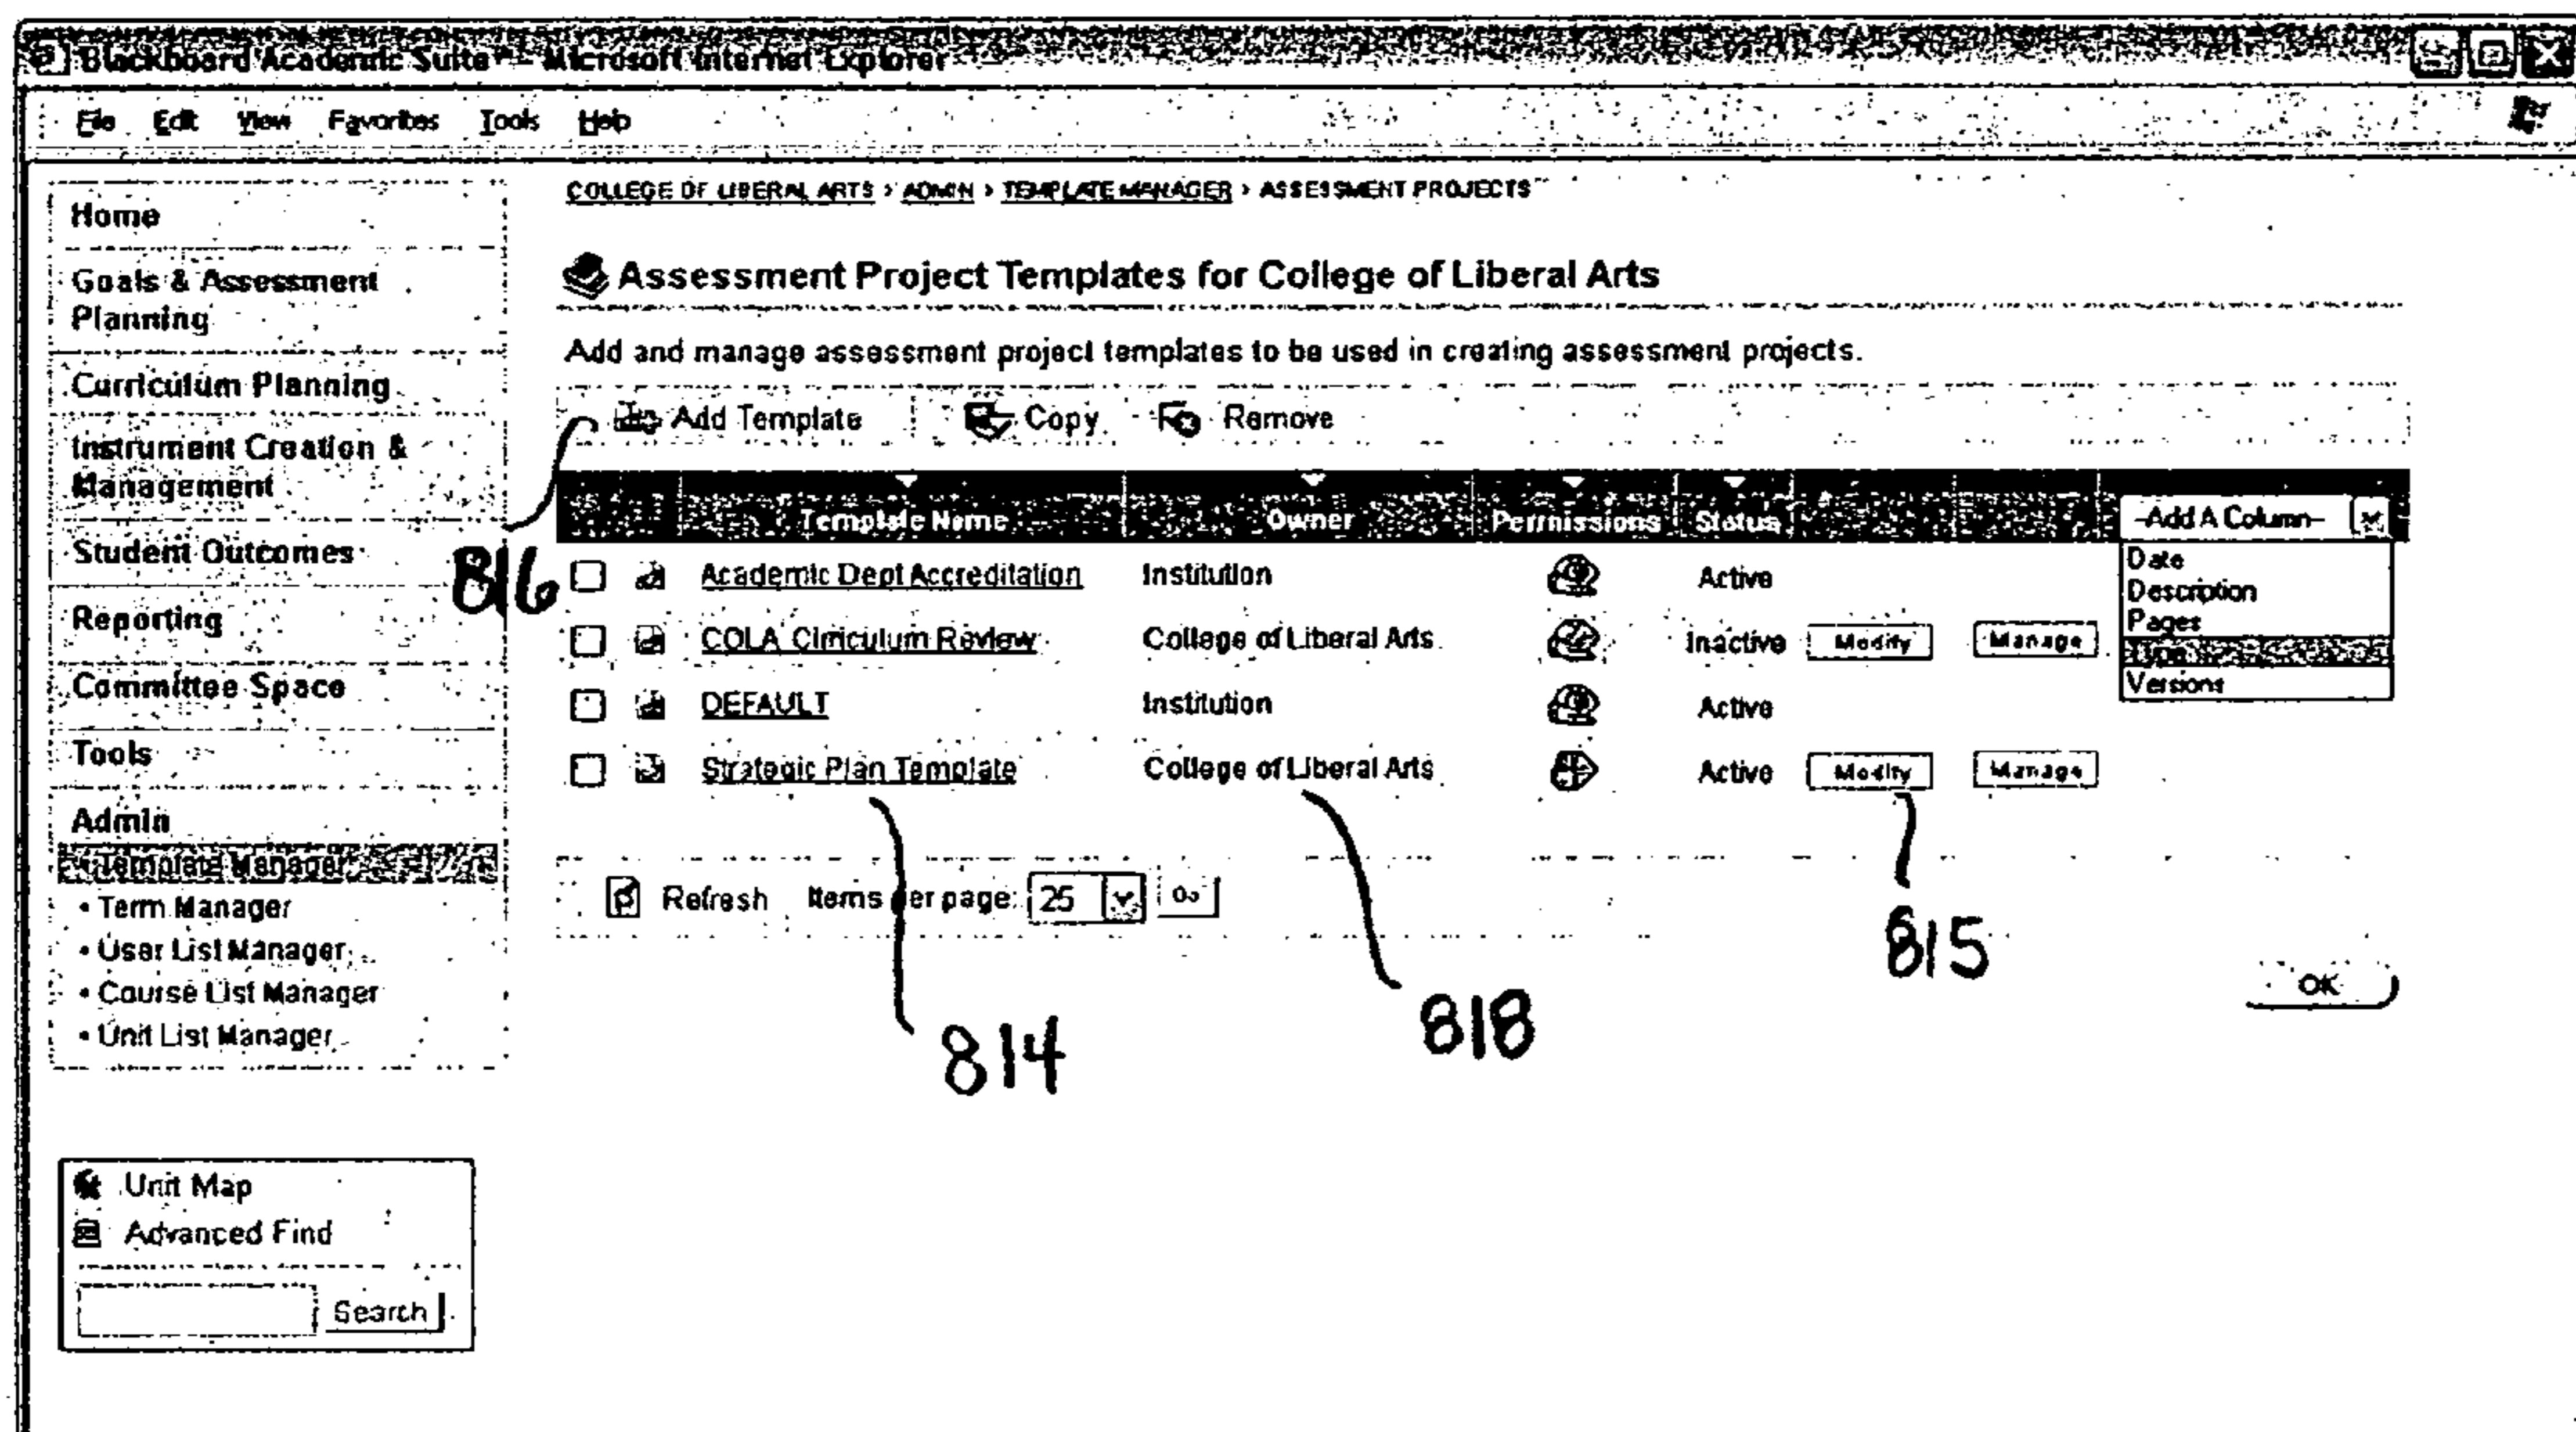 Blackboard Academic Suite™ - Microsoft Internet Explorer
File Edit View Favorites Tools Help
COLLEGE OF LIBERAL ARTS > ADMIN > TEMPLATE MANAGER > ASSESSMENT PROJECTS
Home
Goals & Assessment
Planning
Curriculum Planning
Instrument Creation &
Management
Student Outcomes
Reporting
Committee Space
Tools
Admin
• Template Manager
• Term Manager
• User List Manager
• Course List Manager
• Unit List Manager
Unit Map
Advanced Find
Search
Assessment Project Templates for College of Liberal Arts
Add and manage assessment project templates to be used in creating assessment projects.
Add Template Copy Remove
816
Template Name Owner Permissions Status -Add A Column-
Date
Description
Pages
Type
Versions
Academic Dept Accreditation Institution Active
COLA Cirriculum Review College of Liberal Arts Inactive Modify Manage
DEFAULT Institution Active
Strategic Plan Template College of Liberal Arts Active Modify Manage
Refresh Items per page: 25 Go
815
OK
814
818